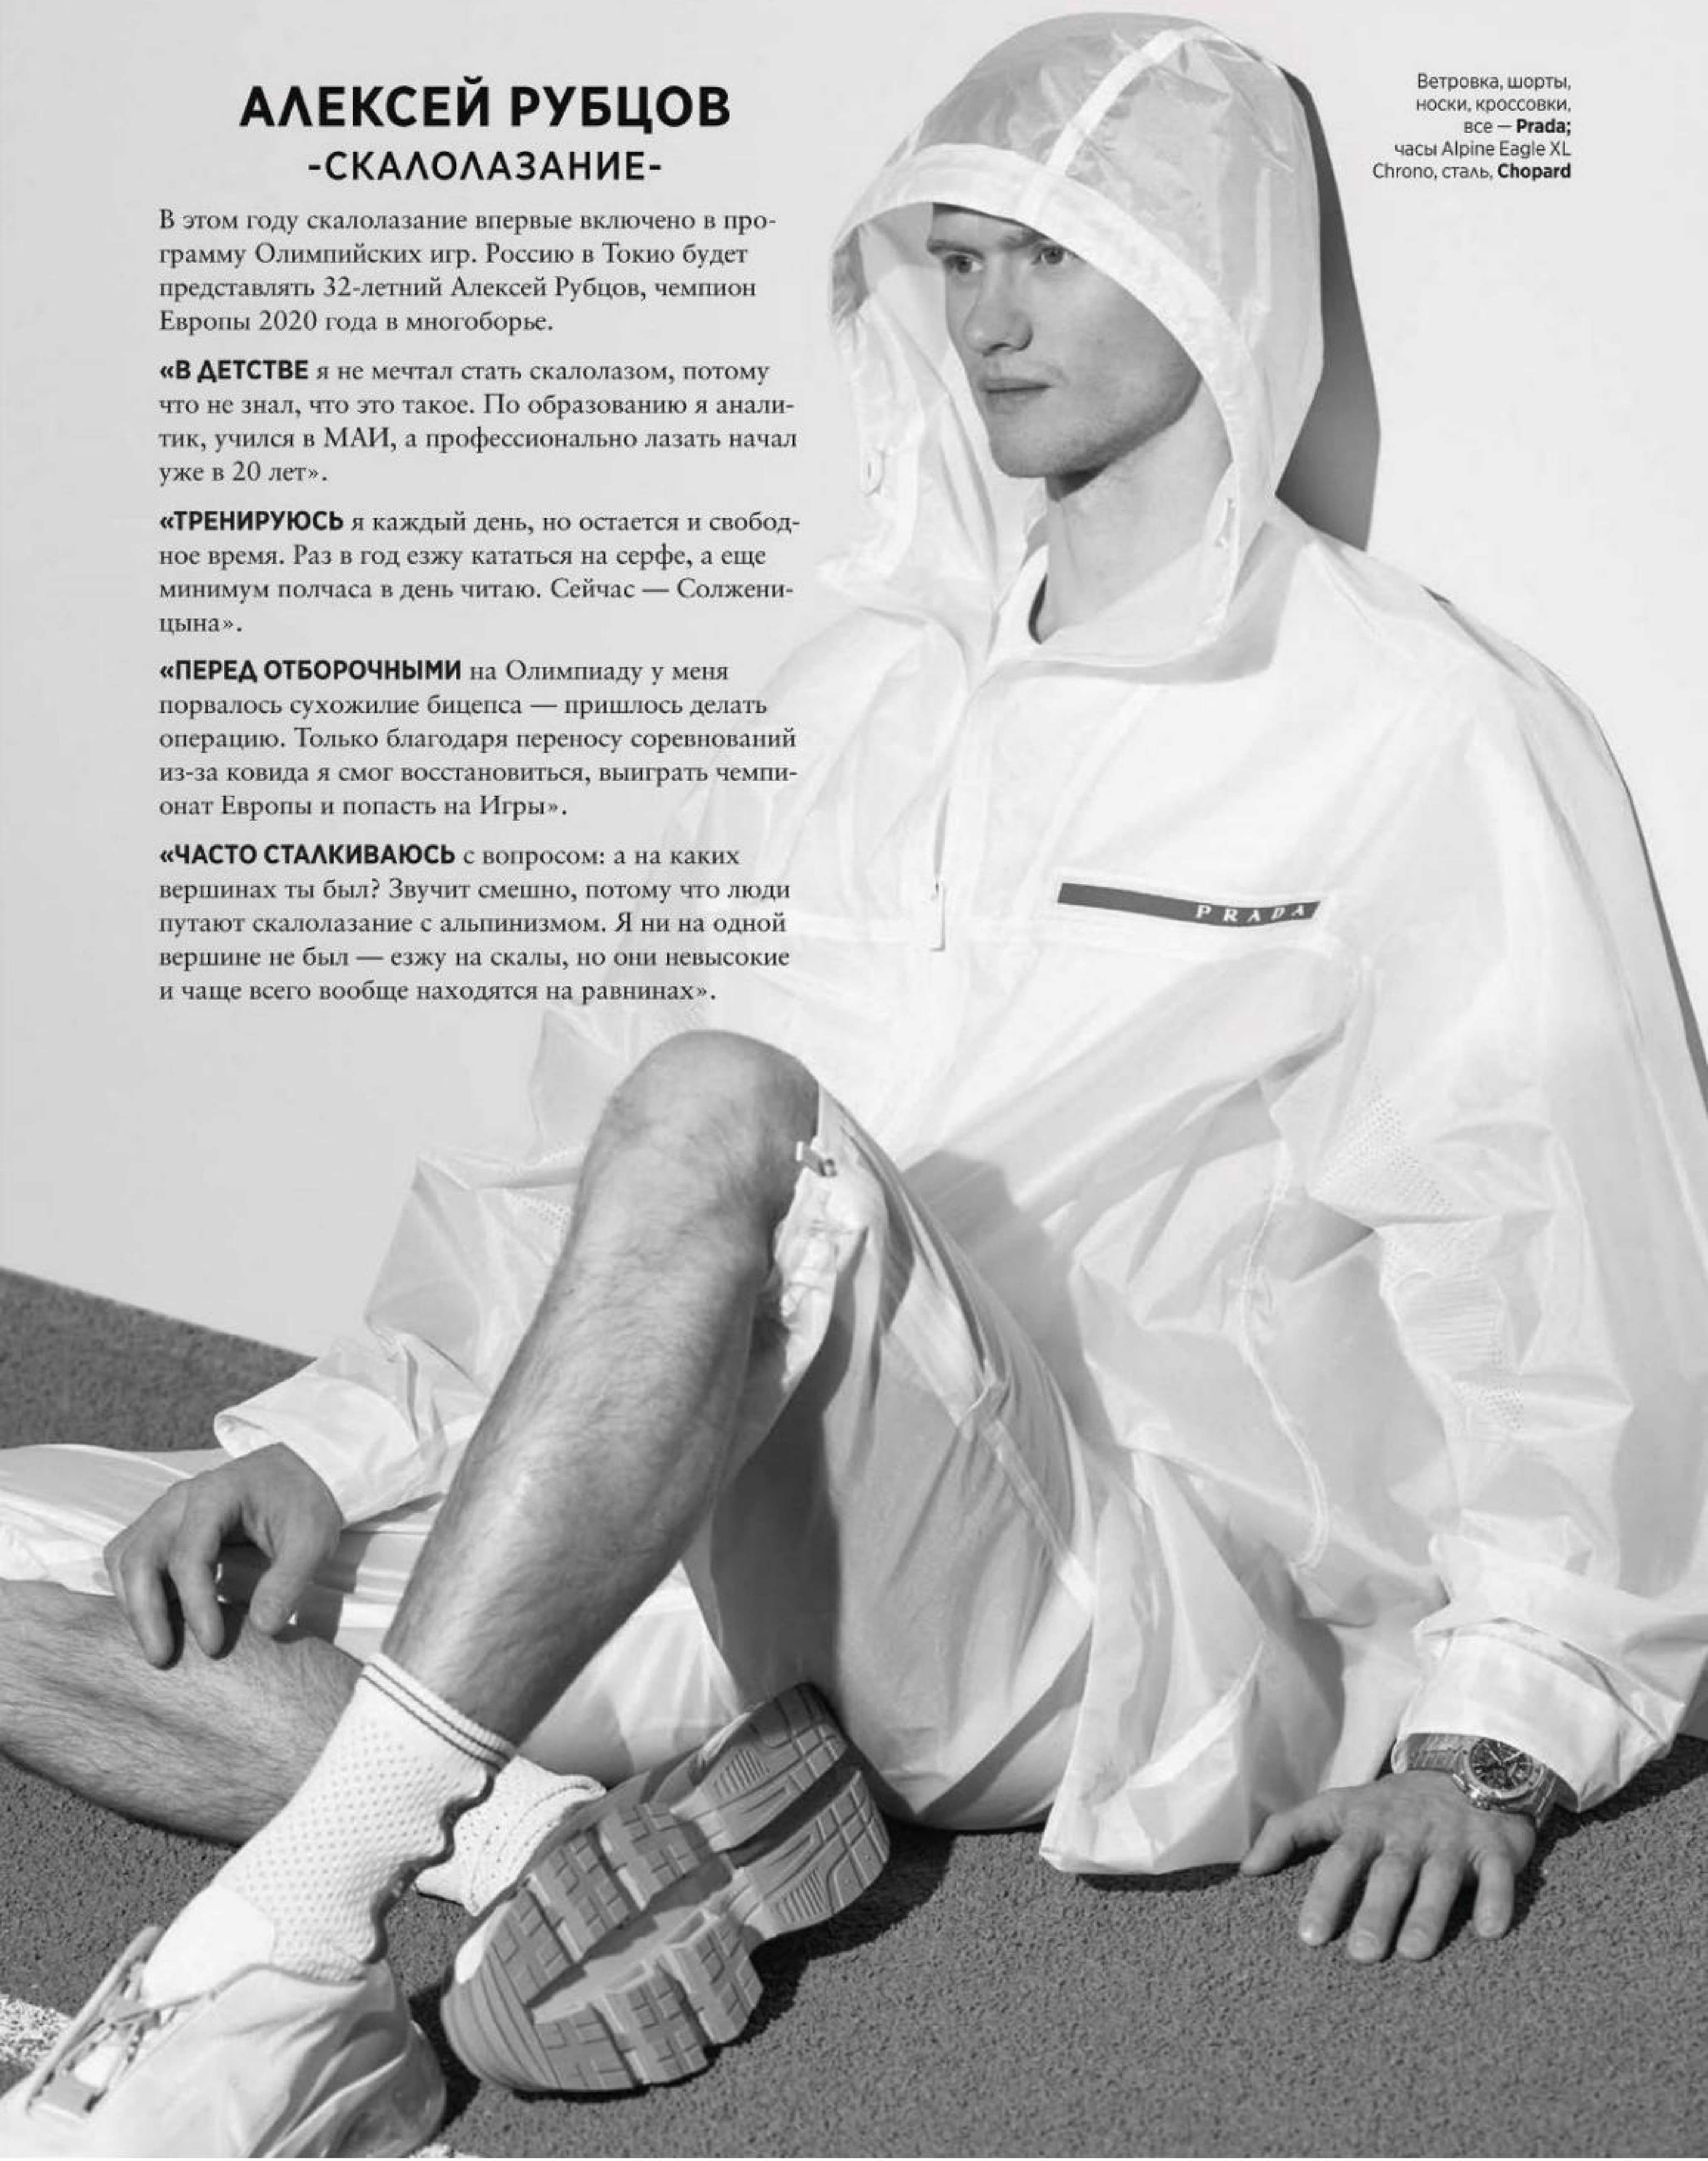 АЛЕКСЕЙ РУБЦОВ
-СКАЛОЛАЗАНИЕ-
В этом году скалолазание впервые включено в про-
грамму Олимпийских игр. Россию в Токио будет
представлять 32-летний Алексей Рубцов, чемпион
Европы 2020 года в многоборье.
«В ДЕТСТВЕ я не мечтал стать скалолазом, потому
что не знал, что это такое. По образованию я анали-
тик, учился в МАИ, а профессионально лазать начал
уже в 20 лет».
«ТРЕНИРУЮСЬ я каждый день, но остается и свобод-
ное время. Раз в год езжу кататься на серфе, а еще
минимум полчаса в день читаю. Сейчас — Солжени-
цына».
«ПЕРЕД ОТБОРОЧНЫМИ на Олимпиаду у меня
порвалось сухожилие бицепса — пришлось делать
операцию. Только благодаря переносу соревнований
из-за ковида я смог восстановиться, выиграть чемпи-
онат Европы и попасть на Игры».
«ЧАСТО СТАЛКИВАЮСЬ с вопросом: а на каких
вершинах ты был? Звучит смешно, потому что люди
путают скалолазание с альпинизмом. Я ни на одной
вершине не был — езжу на скалы, но они невысокие
и чаще всего вообще находятся на равнинах».
Ветровка, шорты,
носки, кроссовки,
все — Prada;
часы Alpine Eagle XL
Chrono, сталь, Chopard
PRADA